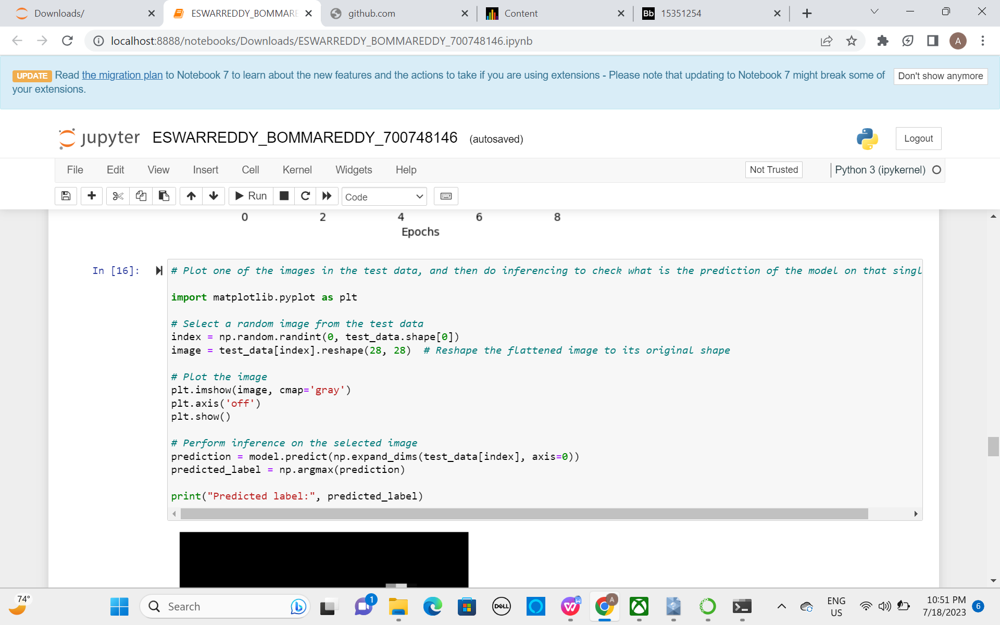 Downloads/
ESWARREDDY_BOMMARE
github.com
Content
Bb 15351254
localhost:8888/notebooks/Downloads/ESWARREDDY_BOMMAREDDY_700748146.ipynb
A
UPDATE Read the migration plan to Notebook 7 to learn about the new features and the actions to take if you are using extensions - Please note that updating to Notebook 7 might break some of
your extensions.
Don't show anymore
jupyter ESWARREDDY_BOMMAREDDY_700748146 (autosaved)
Logout
File Edit View Insert Cell Kernel Widgets Help
Not Trusted
Python 3 (ipykernel)
Run
Code
0 2 4 6 8
Epochs
In [16]:
# Plot one of the images in the test data, and then do inferencing to check what is the prediction of the model on that singl
import matplotlib.pyplot as plt
# Select a random image from the test data
index = np.random.randint(0, test_data.shape[0])
image = test_data[index].reshape(28, 28)  # Reshape the flattened image to its original shape
# Plot the image
plt.imshow(image, cmap='gray')
plt.axis('off')
plt.show()
# Perform inference on the selected image
prediction = model.predict(np.expand_dims(test_data[index], axis=0))
predicted_label = np.argmax(prediction)
print("Predicted label:", predicted_label)
74°
Search
1
DELL
W
A
ENG
US
10:51 PM
7/18/2023
6